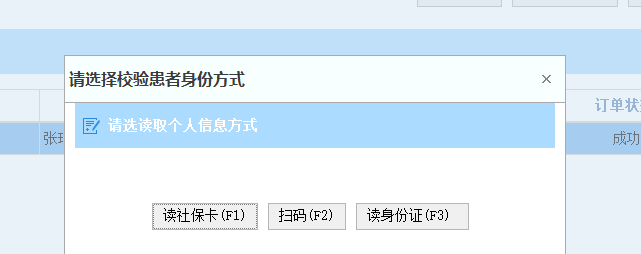 请选择校验患者身份方式
请选读取个人信息方式
订单状
张
成功
读社保卡(F1) 扫码(F2) 读身份证(F3)